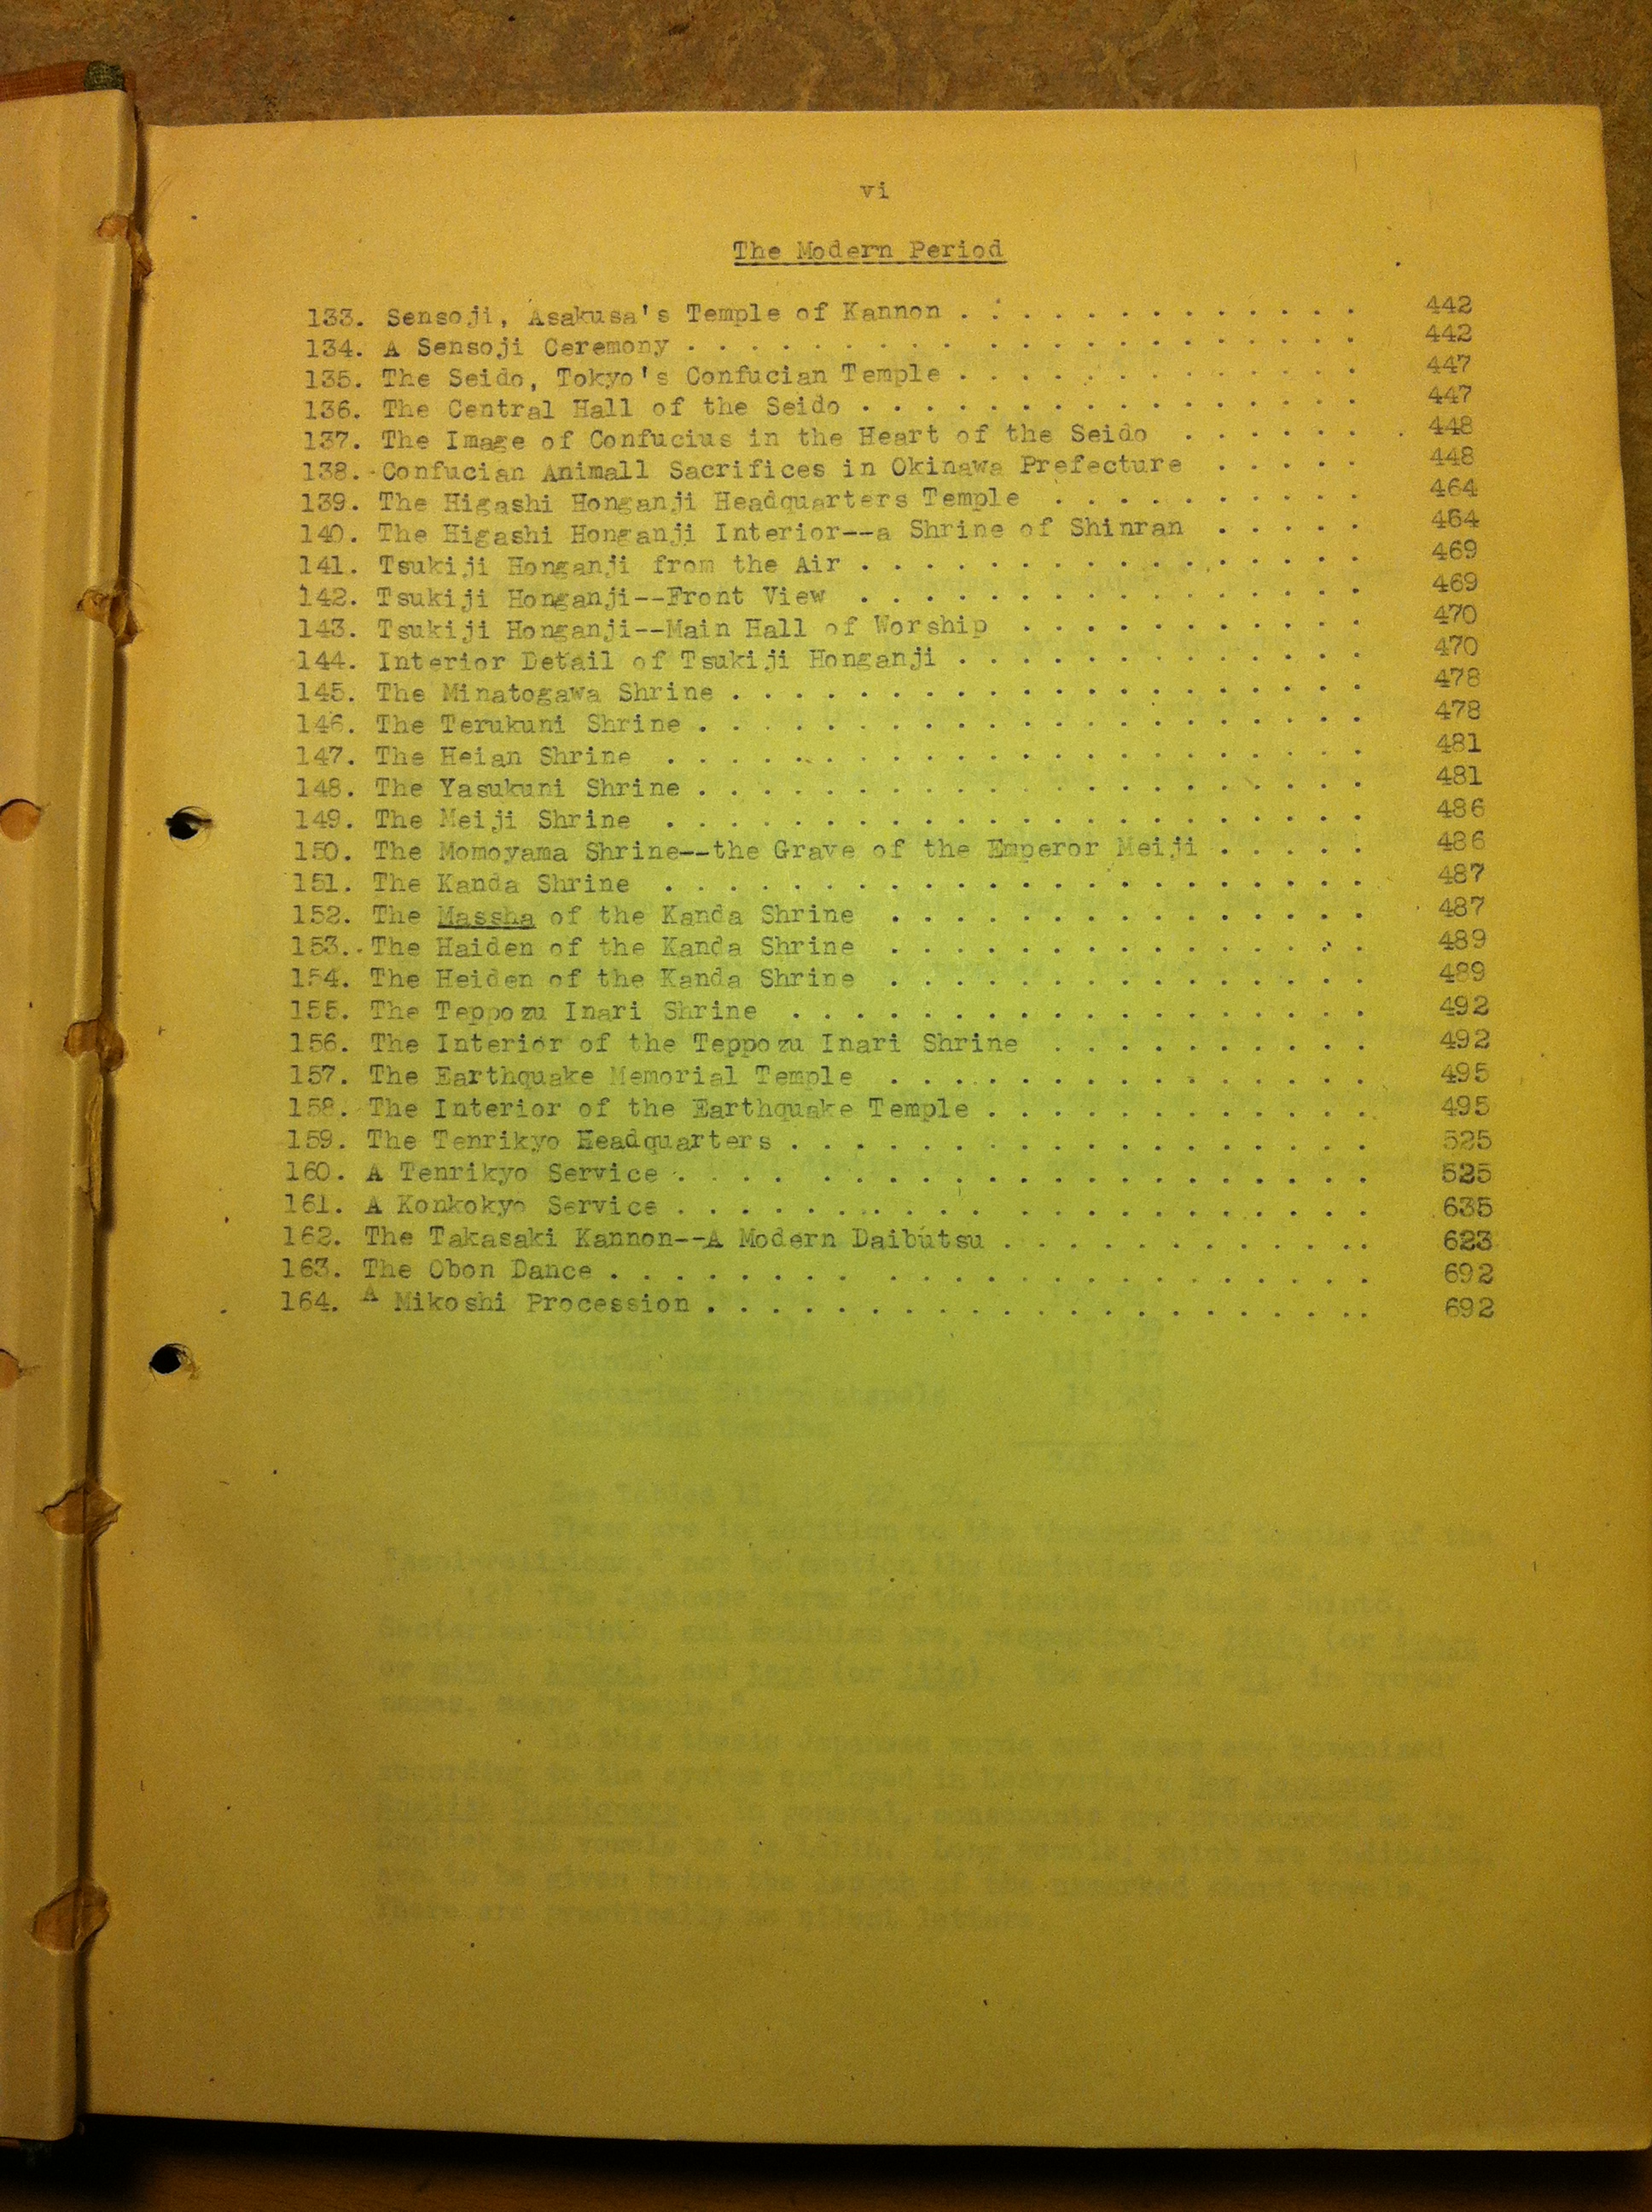 vi
The Modern Period
133. Sensoji, Asakusa's Temple of Kannon . . . . . . . . . . . . . 442
134. A Sensoji Ceremony . . . . . . . . . . . . . . . . . . . . . 442
135. The Seido, Tokyo's Confucian Temple . . . . . . . . . . . . . 447
136. The Central Hall of the Seido . . . . . . . . . . . . . . . . 447
137. The Image of Confucius in the Heart of the Seido . . . . . . 448
138. Confucian Animall Sacrifices in Okinawa Prefecture . . . . . 448
139. The Higashi Honganji Headquarters Temple . . . . . . . . . . 464
140. The Higashi Honganji Interior--a Shrine of Shinran . . . . . 464
141. Tsukiji Honganji from the Air . . . . . . . . . . . . . . . . 469
142. Tsukiji Honganji--Front View . . . . . . . . . . . . . . . . 469
143. Tsukiji Honganji--Main Hall of Worship . . . . . . . . . . . 470
144. Interior Detail of Tsukiji Honganji . . . . . . . . . . . . . 470
145. The Minatogawa Shrine . . . . . . . . . . . . . . . . . . . . 478
146. The Terukuni Shrine . . . . . . . . . . . . . . . . . . . . . 478
147. The Heian Shrine . . . . . . . . . . . . . . . . . . . . . . 481
148. The Yasukuni Shrine . . . . . . . . . . . . . . . . . . . . . 481
149. The Meiji Shrine . . . . . . . . . . . . . . . . . . . . . . 486
150. The Momoyama Shrine--the Grave of the Emperor Meiji . . . . . 486
151. The Kanda Shrine . . . . . . . . . . . . . . . . . . . . . . 487
152. The Massha of the Kanda Shrine . . . . . . . . . . . . . . . 487
153. The Haiden of the Kanda Shrine . . . . . . . . . . . . . . . 489
154. The Heiden of the Kanda Shrine . . . . . . . . . . . . . . . 489
155. The Teppozu Inari Shrine . . . . . . . . . . . . . . . . . . 492
156. The Interior of the Teppozu Inari Shrine . . . . . . . . . . 492
157. The Earthquake Memorial Temple . . . . . . . . . . . . . . . 495
158. The Interior of the Earthquake Temple . . . . . . . . . . . . 495
159. The Tenrikyo Headquarters . . . . . . . . . . . . . . . . . . 525
160. A Tenrikyo Service . . . . . . . . . . . . . . . . . . . . . 525
161. A Konkokyo Service . . . . . . . . . . . . . . . . . . . . . 635
162. The Takasaki Kannon--A Modern Daibutsu . . . . . . . . . . . . 623
163. The Obon Dance . . . . . . . . . . . . . . . . . . . . . . . 692
164. A Mikoshi Procession . . . . . . . . . . . . . . . . . . . . . 692